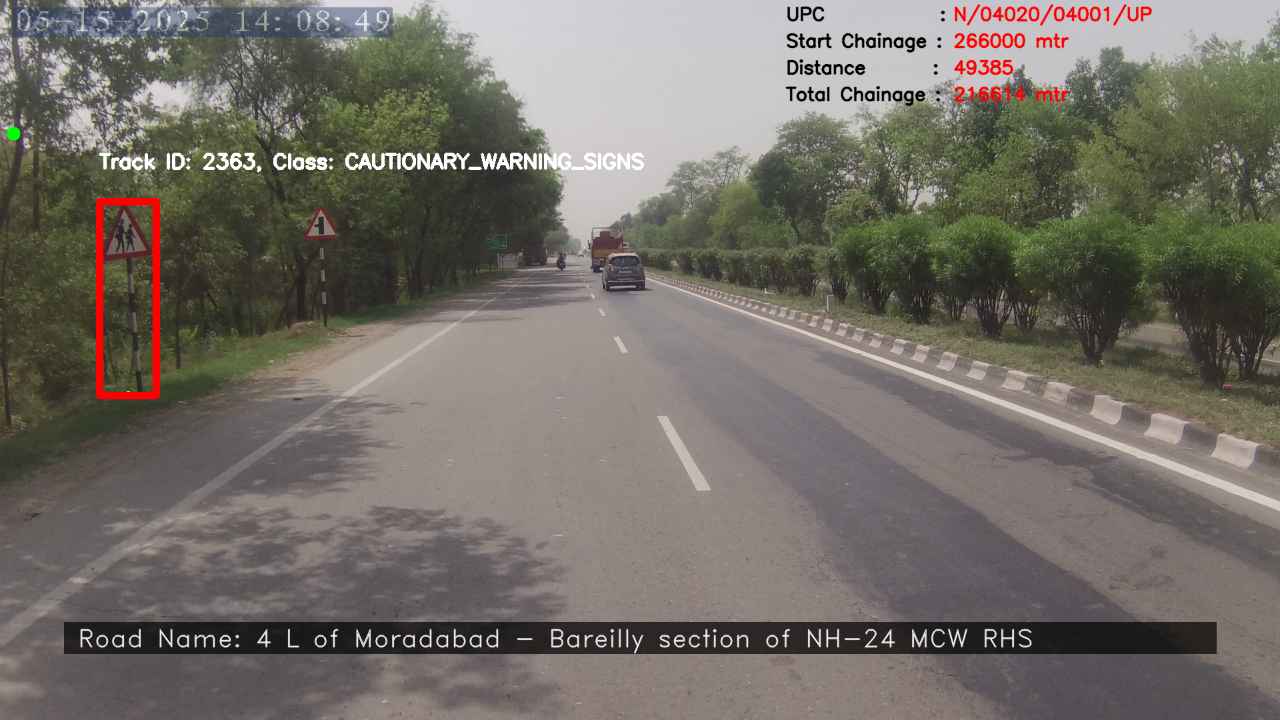 05-15-2025 14:08:49
UPC : N/04020/04001/UP
Start Chainage : 266000 mtr
Distance : 49385
Total Chainage : 216614 mtr
Track ID: 2363, Class: CAUTIONARY_WARNING_SIGNS
Road Name: 4 L of Moradabad - Bareilly section of NH-24 MCW RHS